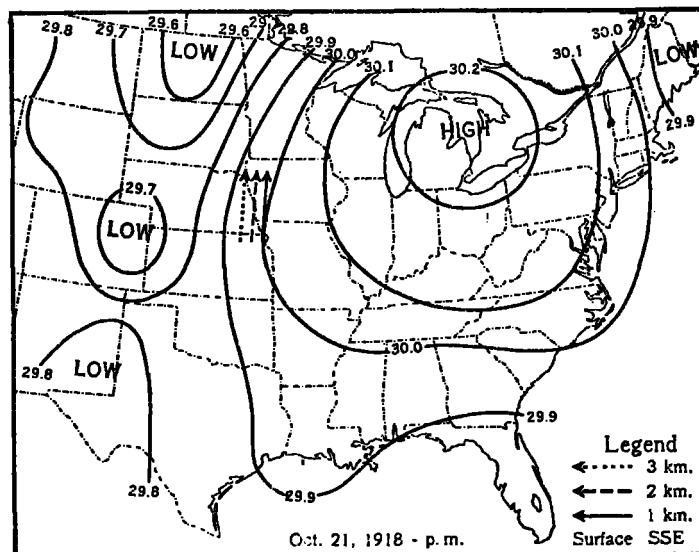 29.8 29.7 29.6 29.6 29.8 29.9 30.0 30.1 30.2 30.1 30.0 29.9
LOW LOW
HIGH
29.9
29.7
LOW
29.8 LOW 30.0
29.9
29.8 29.9
Legend
3 km.
2 km.
1 km.
Oct. 21, 1918 - p.m. Surface SSE